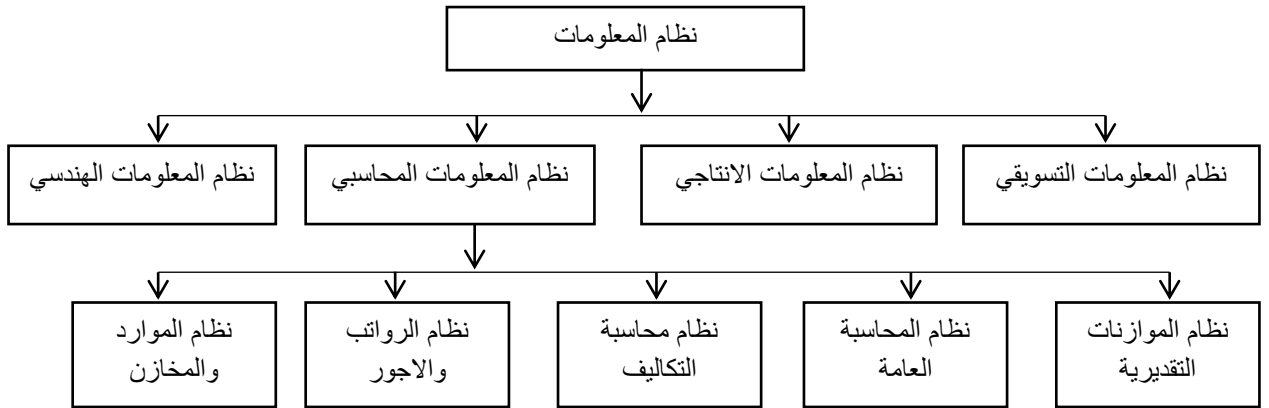 نظام المعلومات
نظام المعلومات التسويقي
نظام المعلومات الانتاجي
نظام المعلومات المحاسبي
نظام المعلومات الهندسي
نظام الموازنات
التقديرية
نظام المحاسبة
العامة
نظام محاسبة
التكاليف
نظام الرواتب
والاجور
نظام الموارد
والمخازن